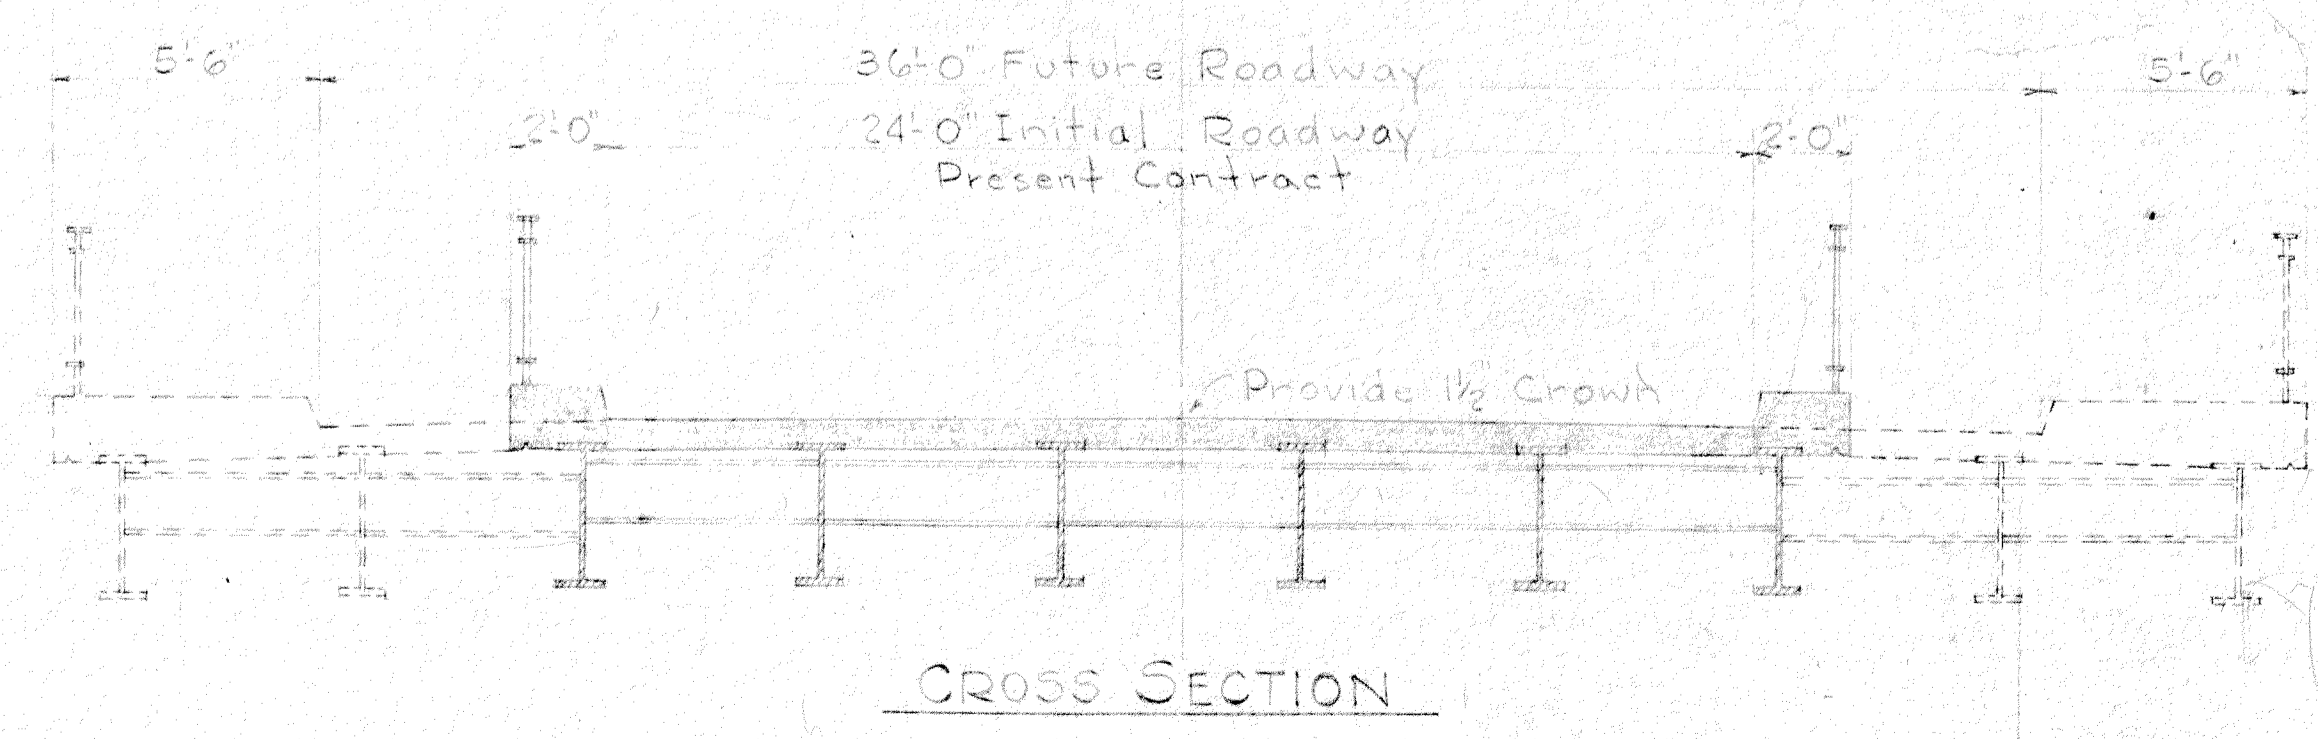 5'-6"
36'-0" Future Roadway
5'-6"
2'-0"
24'-0" Initial Roadway
2'-0"
Present Contract
Provide 1½" Crown
CROSS SECTION